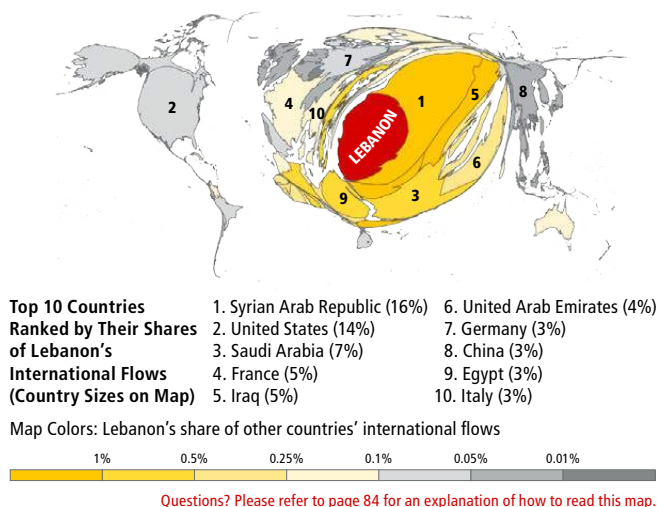 7
2
4
10
1
5
8
LEBANON
6
9
3
Top 10 Countries
Ranked by Their Shares
of Lebanon's
International Flows
(Country Sizes on Map)
1. Syrian Arab Republic (16%)
2. United States (14%)
3. Saudi Arabia (7%)
4. France (5%)
5. Iraq (5%)
6. United Arab Emirates (4%)
7. Germany (3%)
8. China (3%)
9. Egypt (3%)
10. Italy (3%)
Map Colors: Lebanon's share of other countries' international flows
1% 0.5% 0.25% 0.1% 0.05% 0.01%
Questions? Please refer to page 84 for an explanation of how to read this map.